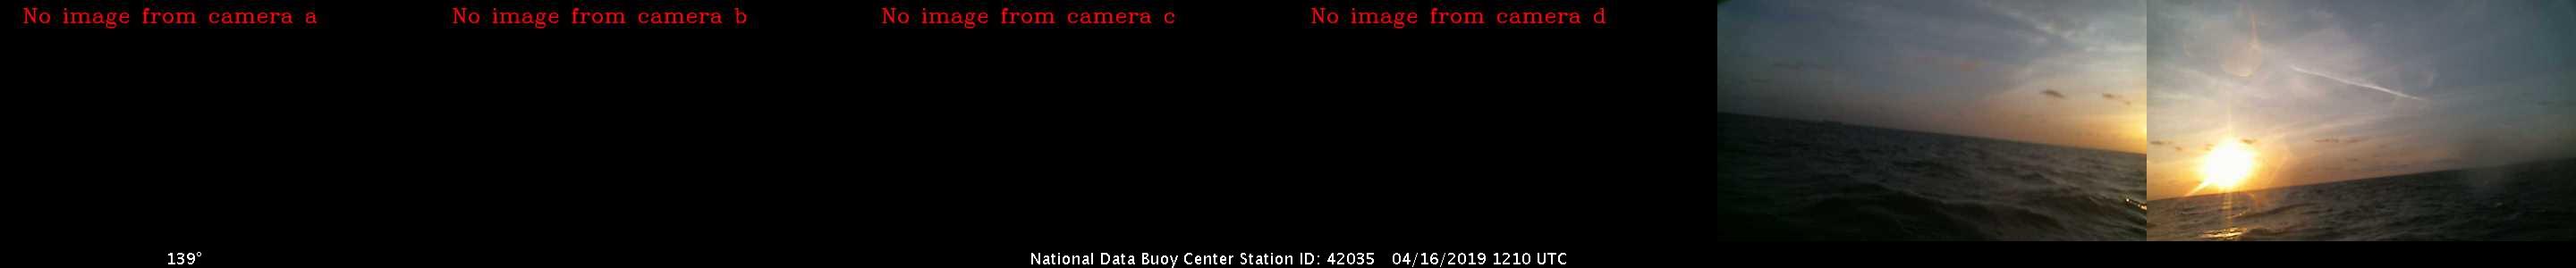 No image from camera a
No image from camera b
No image from camera c
No image from camera d
139°
National Data Buoy Center Station ID: 42035 04/16/2019 1210 UTC